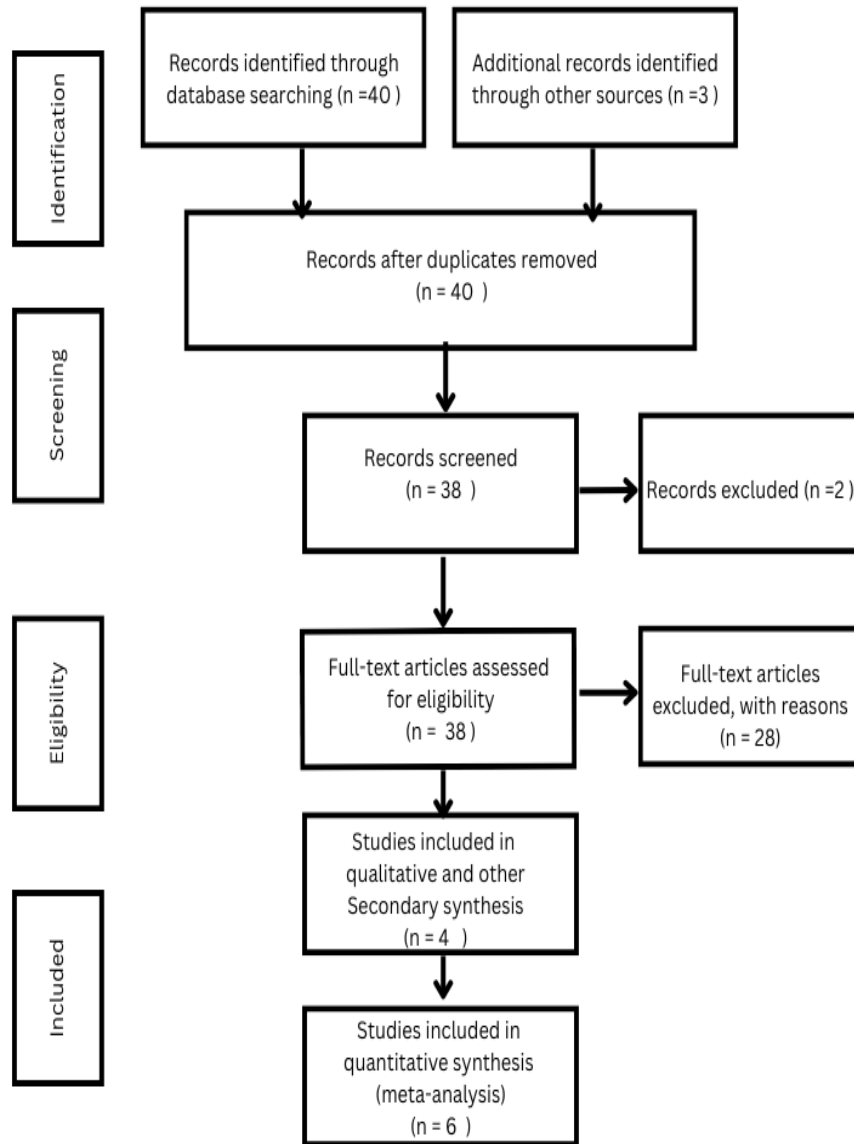 Identification
Records identified through
database searching (n =40 )
Additional records identified
through other sources (n =3 )
Records after duplicates removed
(n = 40 )
Screening
Records screened
(n = 38 )
Records excluded (n =2 )
Eligibility
Full-text articles assessed
for eligibility
(n = 38 )
Full-text articles
excluded, with reasons
(n = 28)
Studies included in
qualitative and other
Secondary synthesis
(n = 4 )
Included
Studies included in
quantitative synthesis
(meta-analysis)
(n = 6 )